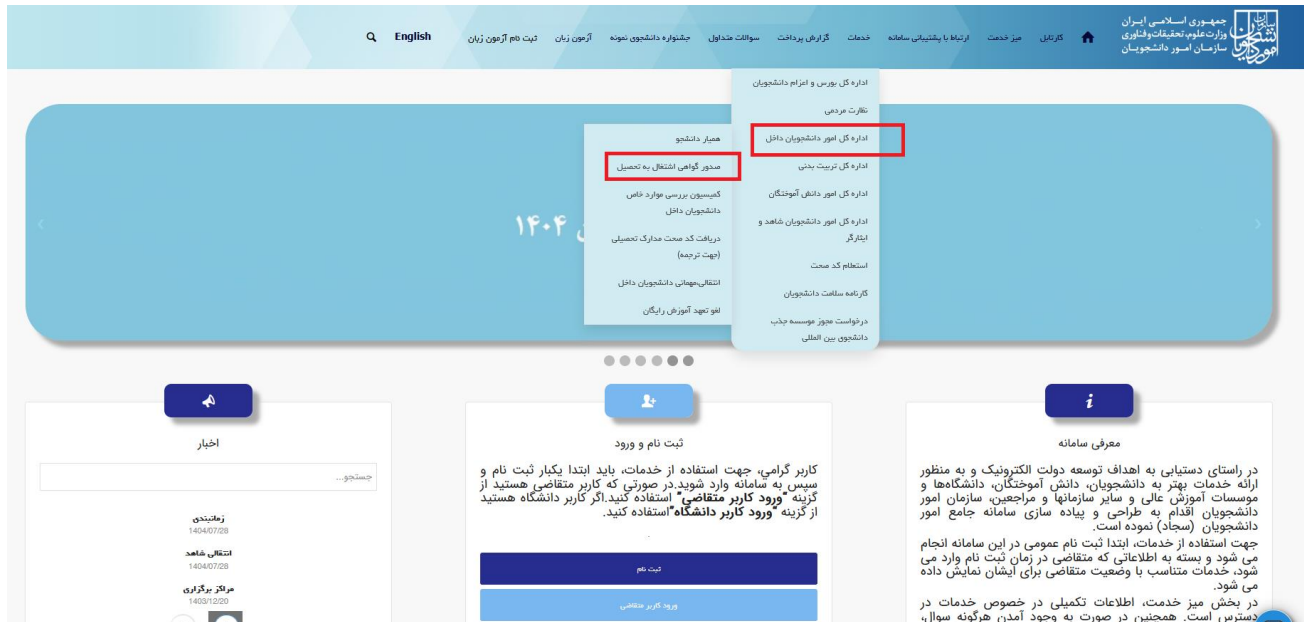 جمهوری اسلامی ایران
وزارت علوم، تحقیقات و فناوری
سازمان امور دانشجویان
کارتابل میز خدمت ارتباط با پشتیبانی سامانه خدمات گزارش پرداخت سوالات متداول جشنواره دانشجوی نمونه آزمون زبان ثبت نام آزمون زبان English
اداره کل بورس و اعزام دانشجویان
نظارت مردمی
اداره کل امور دانشجویان داخل
اداره کل تربیت بدنی
اداره کل امور دانش آموختگان
اداره کل امور دانشجویان شاهد و
ایثارگر
استعلام کد صحت
کارنامه سلامت دانشجویان
درخواست مجوز موسسه جذب
دانشجوی بین المللی
همیار دانشجو
صدور گواهی اشتغال به تحصیل
کمیسیون بررسی موارد خاص
دانشجویان داخل
دریافت کد صحت مدارک تحصیلی
(جهت ترجمه)
انتقالی،مهمانی دانشجویان داخل
لغو تعهد آموزش رایگان
۱۴۰۴
معرفی سامانه
در راستای دستیابی به اهداف توسعه دولت الکترونیک و به منظور
ارائه خدمات بهتر به دانشجویان، دانش آموختگان، دانشگاه‌ها و
موسسات آموزش عالی و سایر سازمانها و مراجعین، سازمان امور
دانشجویان اقدام به طراحی و پیاده سازی سامانه جامع امور
دانشجویان (سجاد) نموده است.
جهت استفاده از خدمات، ابتدا ثبت نام عمومی در این سامانه انجام
می شود و بسته به اطلاعاتی که متقاضی در زمان ثبت نام وارد می
شود، خدمات متناسب با وضعیت متقاضی برای ایشان نمایش داده
می شود.
در بخش میز خدمت، اطلاعات تکمیلی در خصوص خدمات در
دسترس است. همچنین در صورت به وجود آمدن هرگونه سوال،
ثبت نام و ورود
کاربر گرامي، جهت استفاده از خدمات، باید ابتدا یکبار ثبت نام و
سپس به سامانه وارد شوید.در صورتی که کاربر متقاضی هستید از
گزینه "ورود کاربر متقاضی" استفاده کنید.اگر کاربر دانشگاه هستید
از گزینه "ورود کاربر دانشگاه"استفاده کنید.
ثبت نام
ورود کاربر متقاضی
اخبار
جستجو...
زمانبندی
1404/07/28
انتقالی شاهد
1404/07/28
مراکز برگزاری
1403/12/20